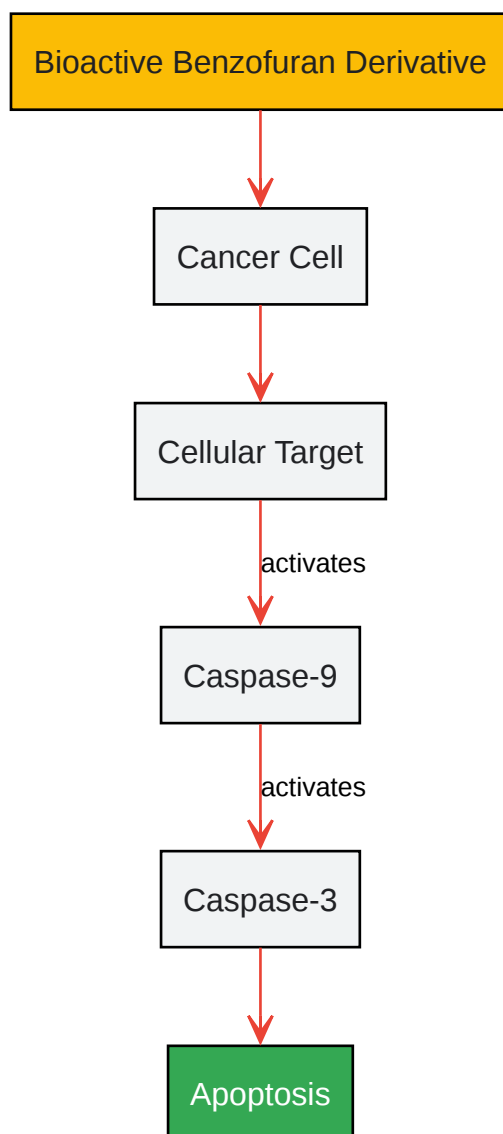 Bioactive Benzofuran Derivative
Cancer Cell
Cellular Target
activates
Caspase-9
activates
Caspase-3
Apoptosis